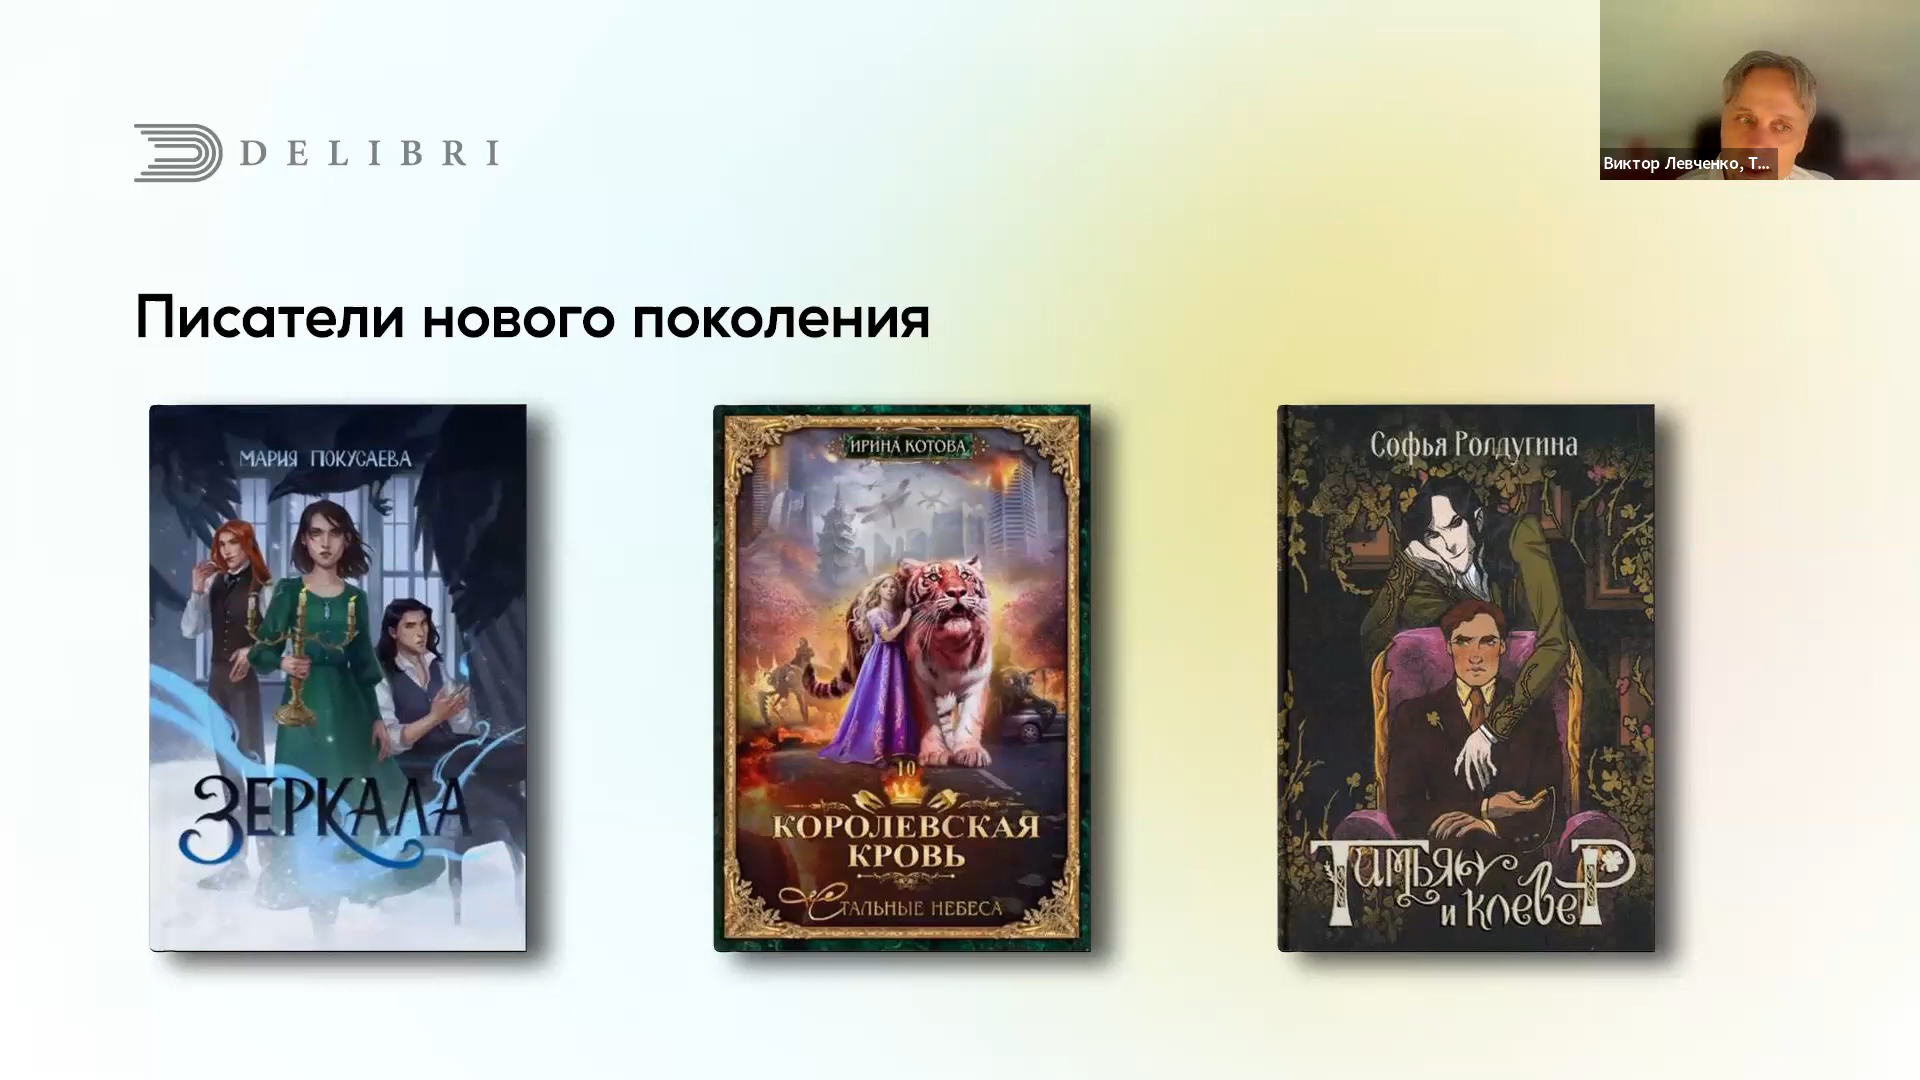 DELIBRI
Виктор Левченко, Т...
Писатели нового поколения
МАРИЯ ПОКУСАЕВА
ЗЕРКАЛА
ИРИНА КОТОВА
10
КОРОЛЕВСКАЯ
КРОВЬ
СТАЛЬНЫЕ НЕБЕСА
Софья Ролдугина
Тимьян
и клевер